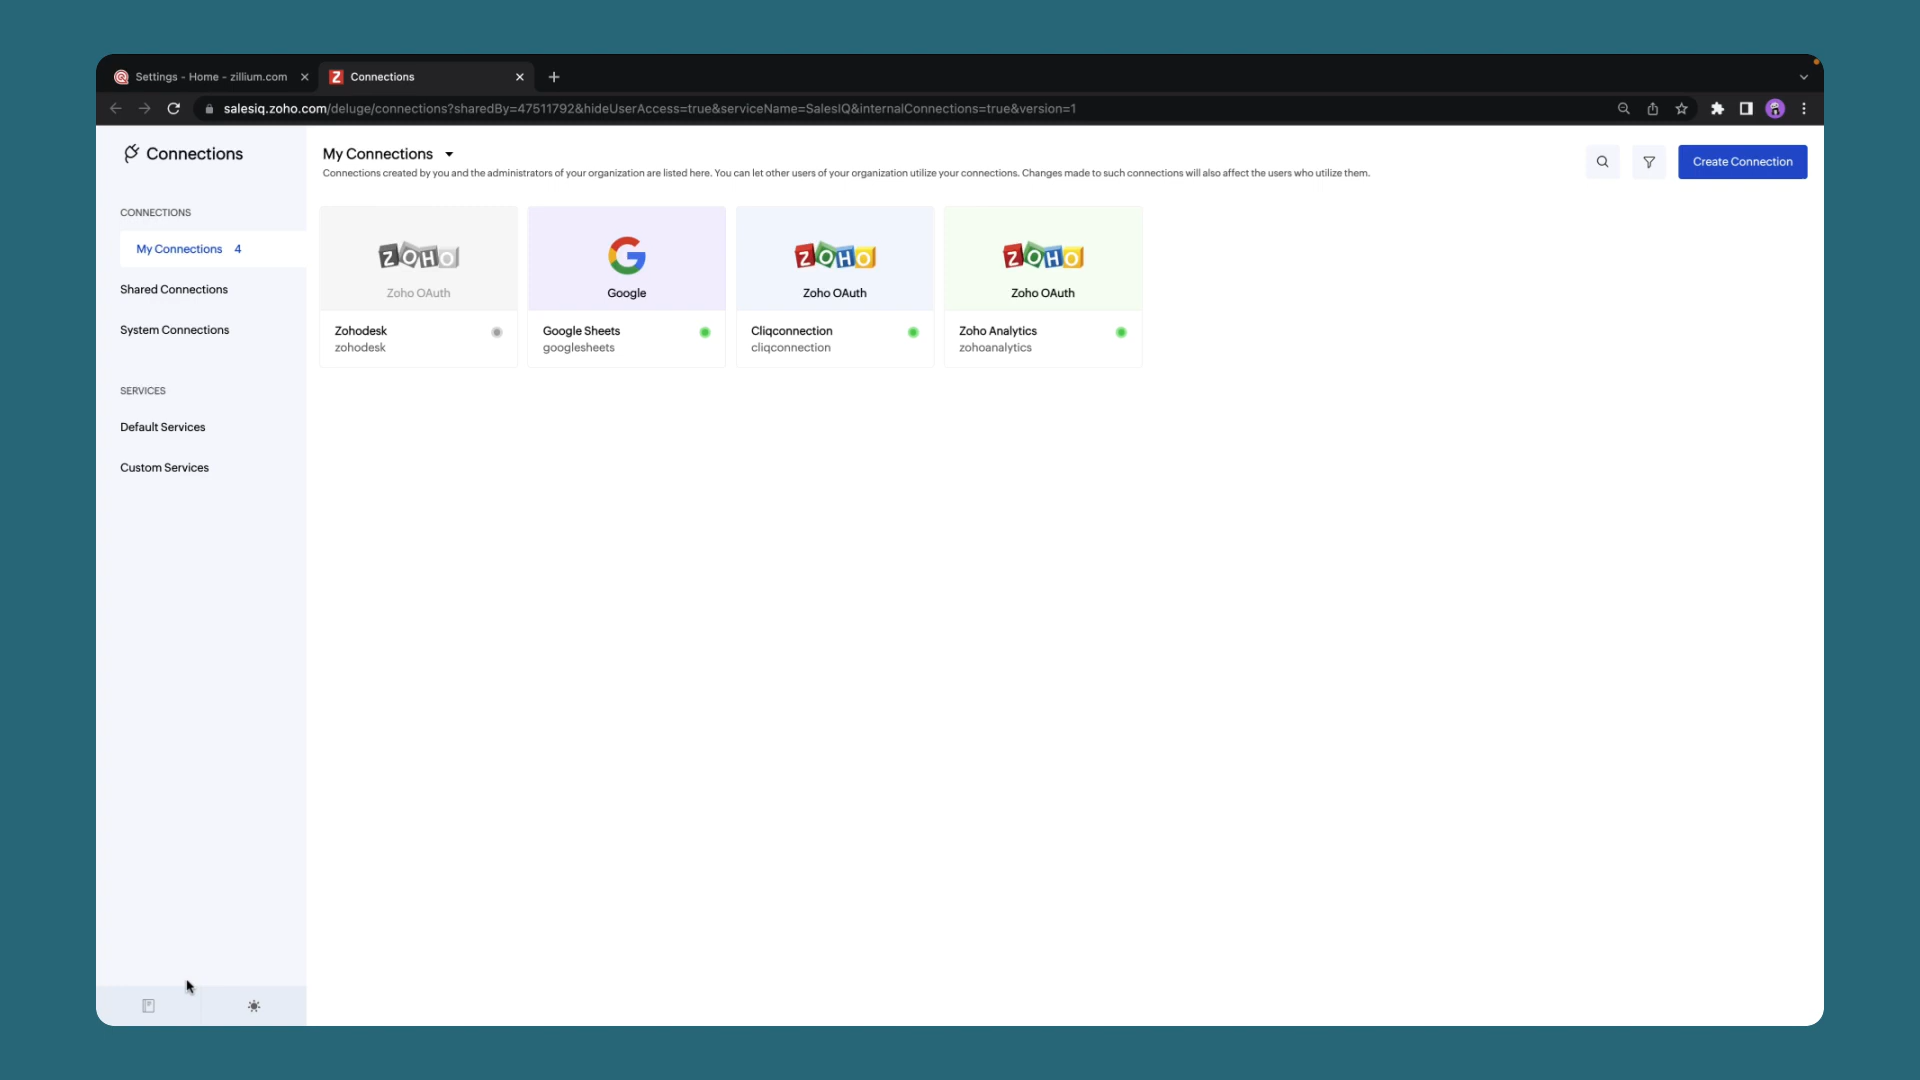 Settings - Home - zillium.com
Connections
salesiq.zoho.com/deluge/connections?sharedBy=47511792&hideUserAccess=true&serviceName=SalesIQ&internalConnections=true&version=1
Connections
CONNECTIONS
My Connections 4
Shared Connections
System Connections
SERVICES
Default Services
Custom Services
My Connections
Connections created by you and the administrators of your organization are listed here. You can let other users of your organization utilize your connections. Changes made to such connections will also affect the users who utilize them.
Create Connection
ZOHO
Zoho OAuth
Zohodesk
zohodesk
G
Google
Google Sheets
googlesheets
ZOHO
Zoho OAuth
Cliqconnection
cliqconnection
ZOHO
Zoho OAuth
Zoho Analytics
zohoanalytics